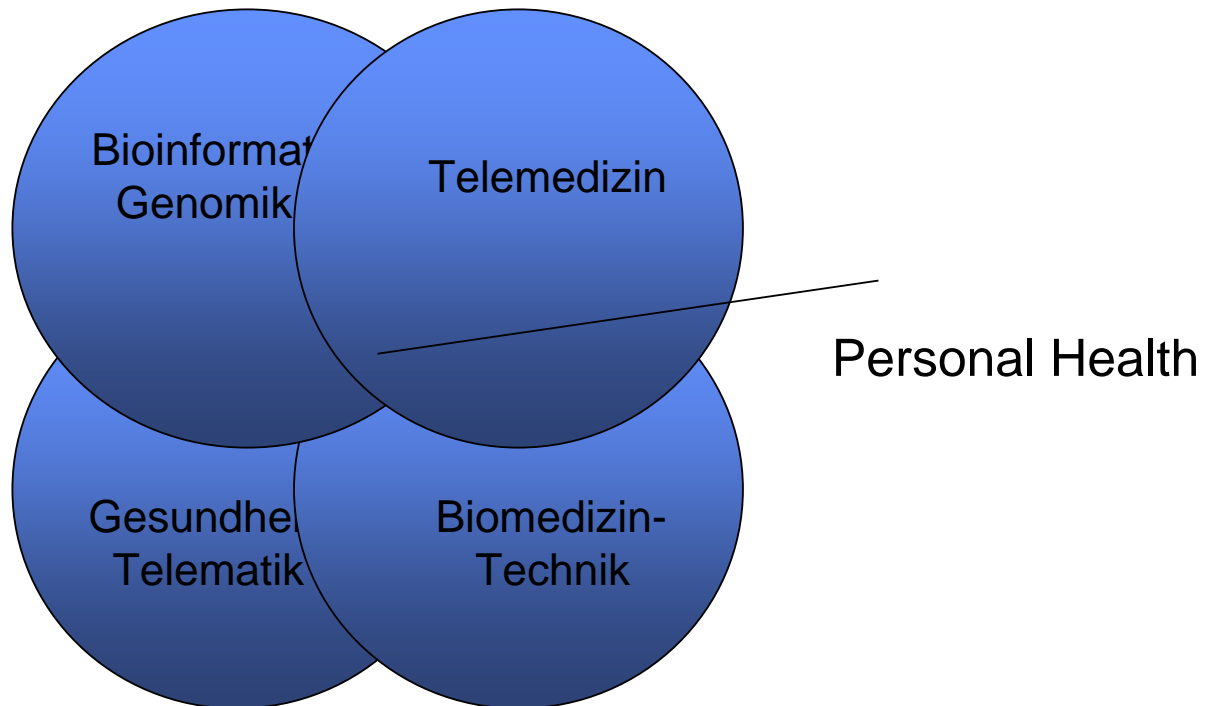 Bioinformat
Genomik
Telemedizin
Personal Health
Gesundhei
Telematik
Biomedizin-
Technik